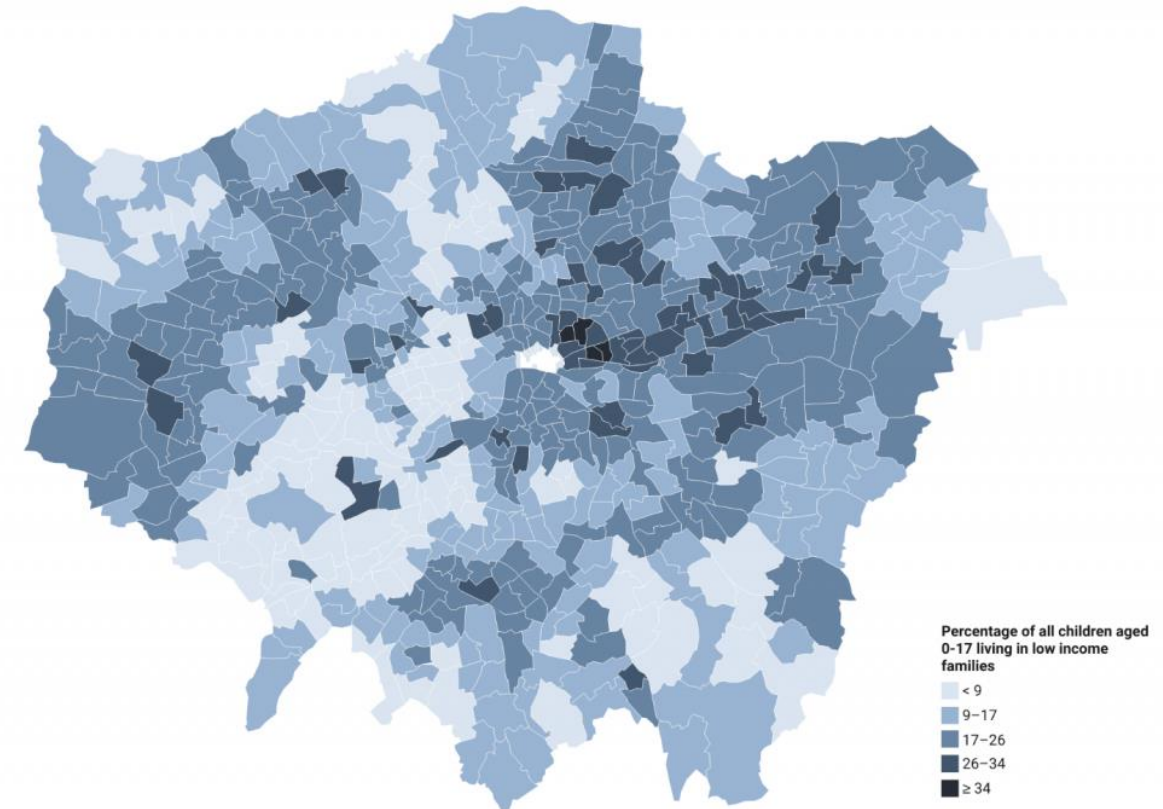 Percentage of all children aged
0-17 living in low income
families
< 9
9–17
17–26
26–34
≥ 34